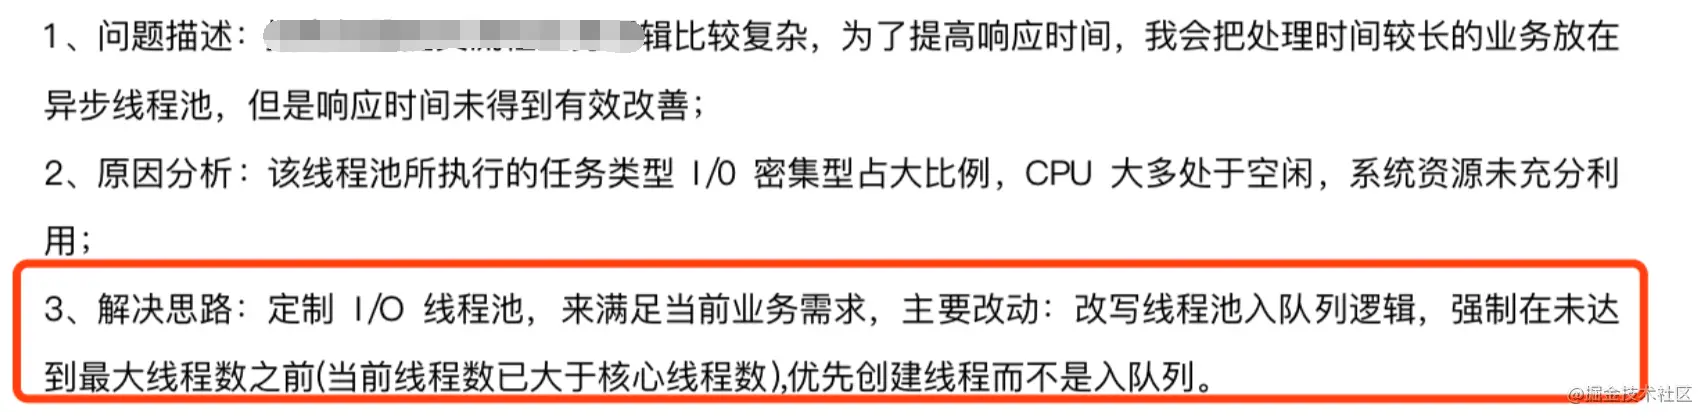 1、问题描述：辑比较复杂，为了提高响应时间，我会把处理时间较长的业务放在
异步线程池，但是响应时间未得到有效改善；
2、原因分析：该线程池所执行的任务类型 I/0 密集型占大比例，CPU 大多处于空闲，系统资源未充分利
用；
3、解决思路：定制 I/O 线程池，来满足当前业务需求，主要改动：改写线程池入队列逻辑，强制在未达
到最大线程数之前(当前线程数已大于核心线程数),优先创建线程而不是入队列。
@掘金技术社区